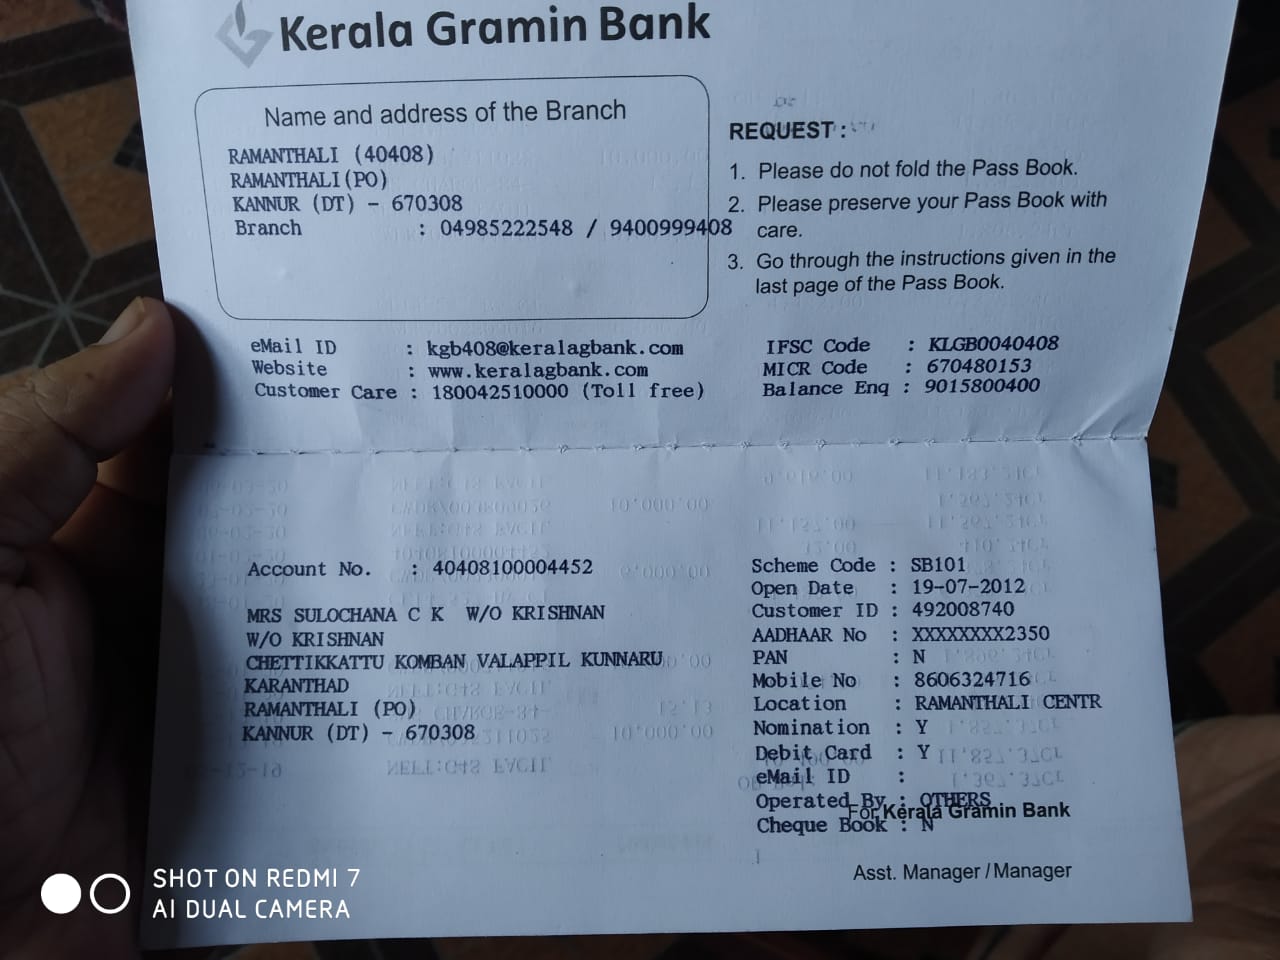 Kerala Gramin Bank
Name and address of the Branch
RAMANTHALI (40408)
RAMANTHALI(PO)
KANNUR (DT) - 670308
Branch : 04985222548 / 9400999408
REQUEST :
1. Please do not fold the Pass Book.
2. Please preserve your Pass Book with
care.
3. Go through the instructions given in the
last page of the Pass Book.
eMail ID : kgb408@keralagbank.com
Website : www.keralagbank.com
Customer Care : 180042510000 (Toll free)
IFSC Code : KLGB0040408
MICR Code : 670480153
Balance Enq : 9015800400
Account No. : 40408100004452
MRS SULOCHANA C K W/O KRISHNAN
W/O KRISHNAN
CHETTIKKATTU KOMBAN VALAPPIL KUNNARU
KARANTHAD
RAMANTHALI (PO)
KANNUR (DT) - 670308
Scheme Code : SB101
Open Date : 19-07-2012
Customer ID : 492008740
AADHAAR No : XXXXXXXX2350
PAN : N
Mobile No : 8606324716
Location : RAMANTHALI CENTR
Nomination : Y
Debit Card : Y
eMail ID :
Operated By : OTHERS
For Kerala Gramin Bank
Cheque Book : N
Asst. Manager / Manager
SHOT ON REDMI 7
AI DUAL CAMERA